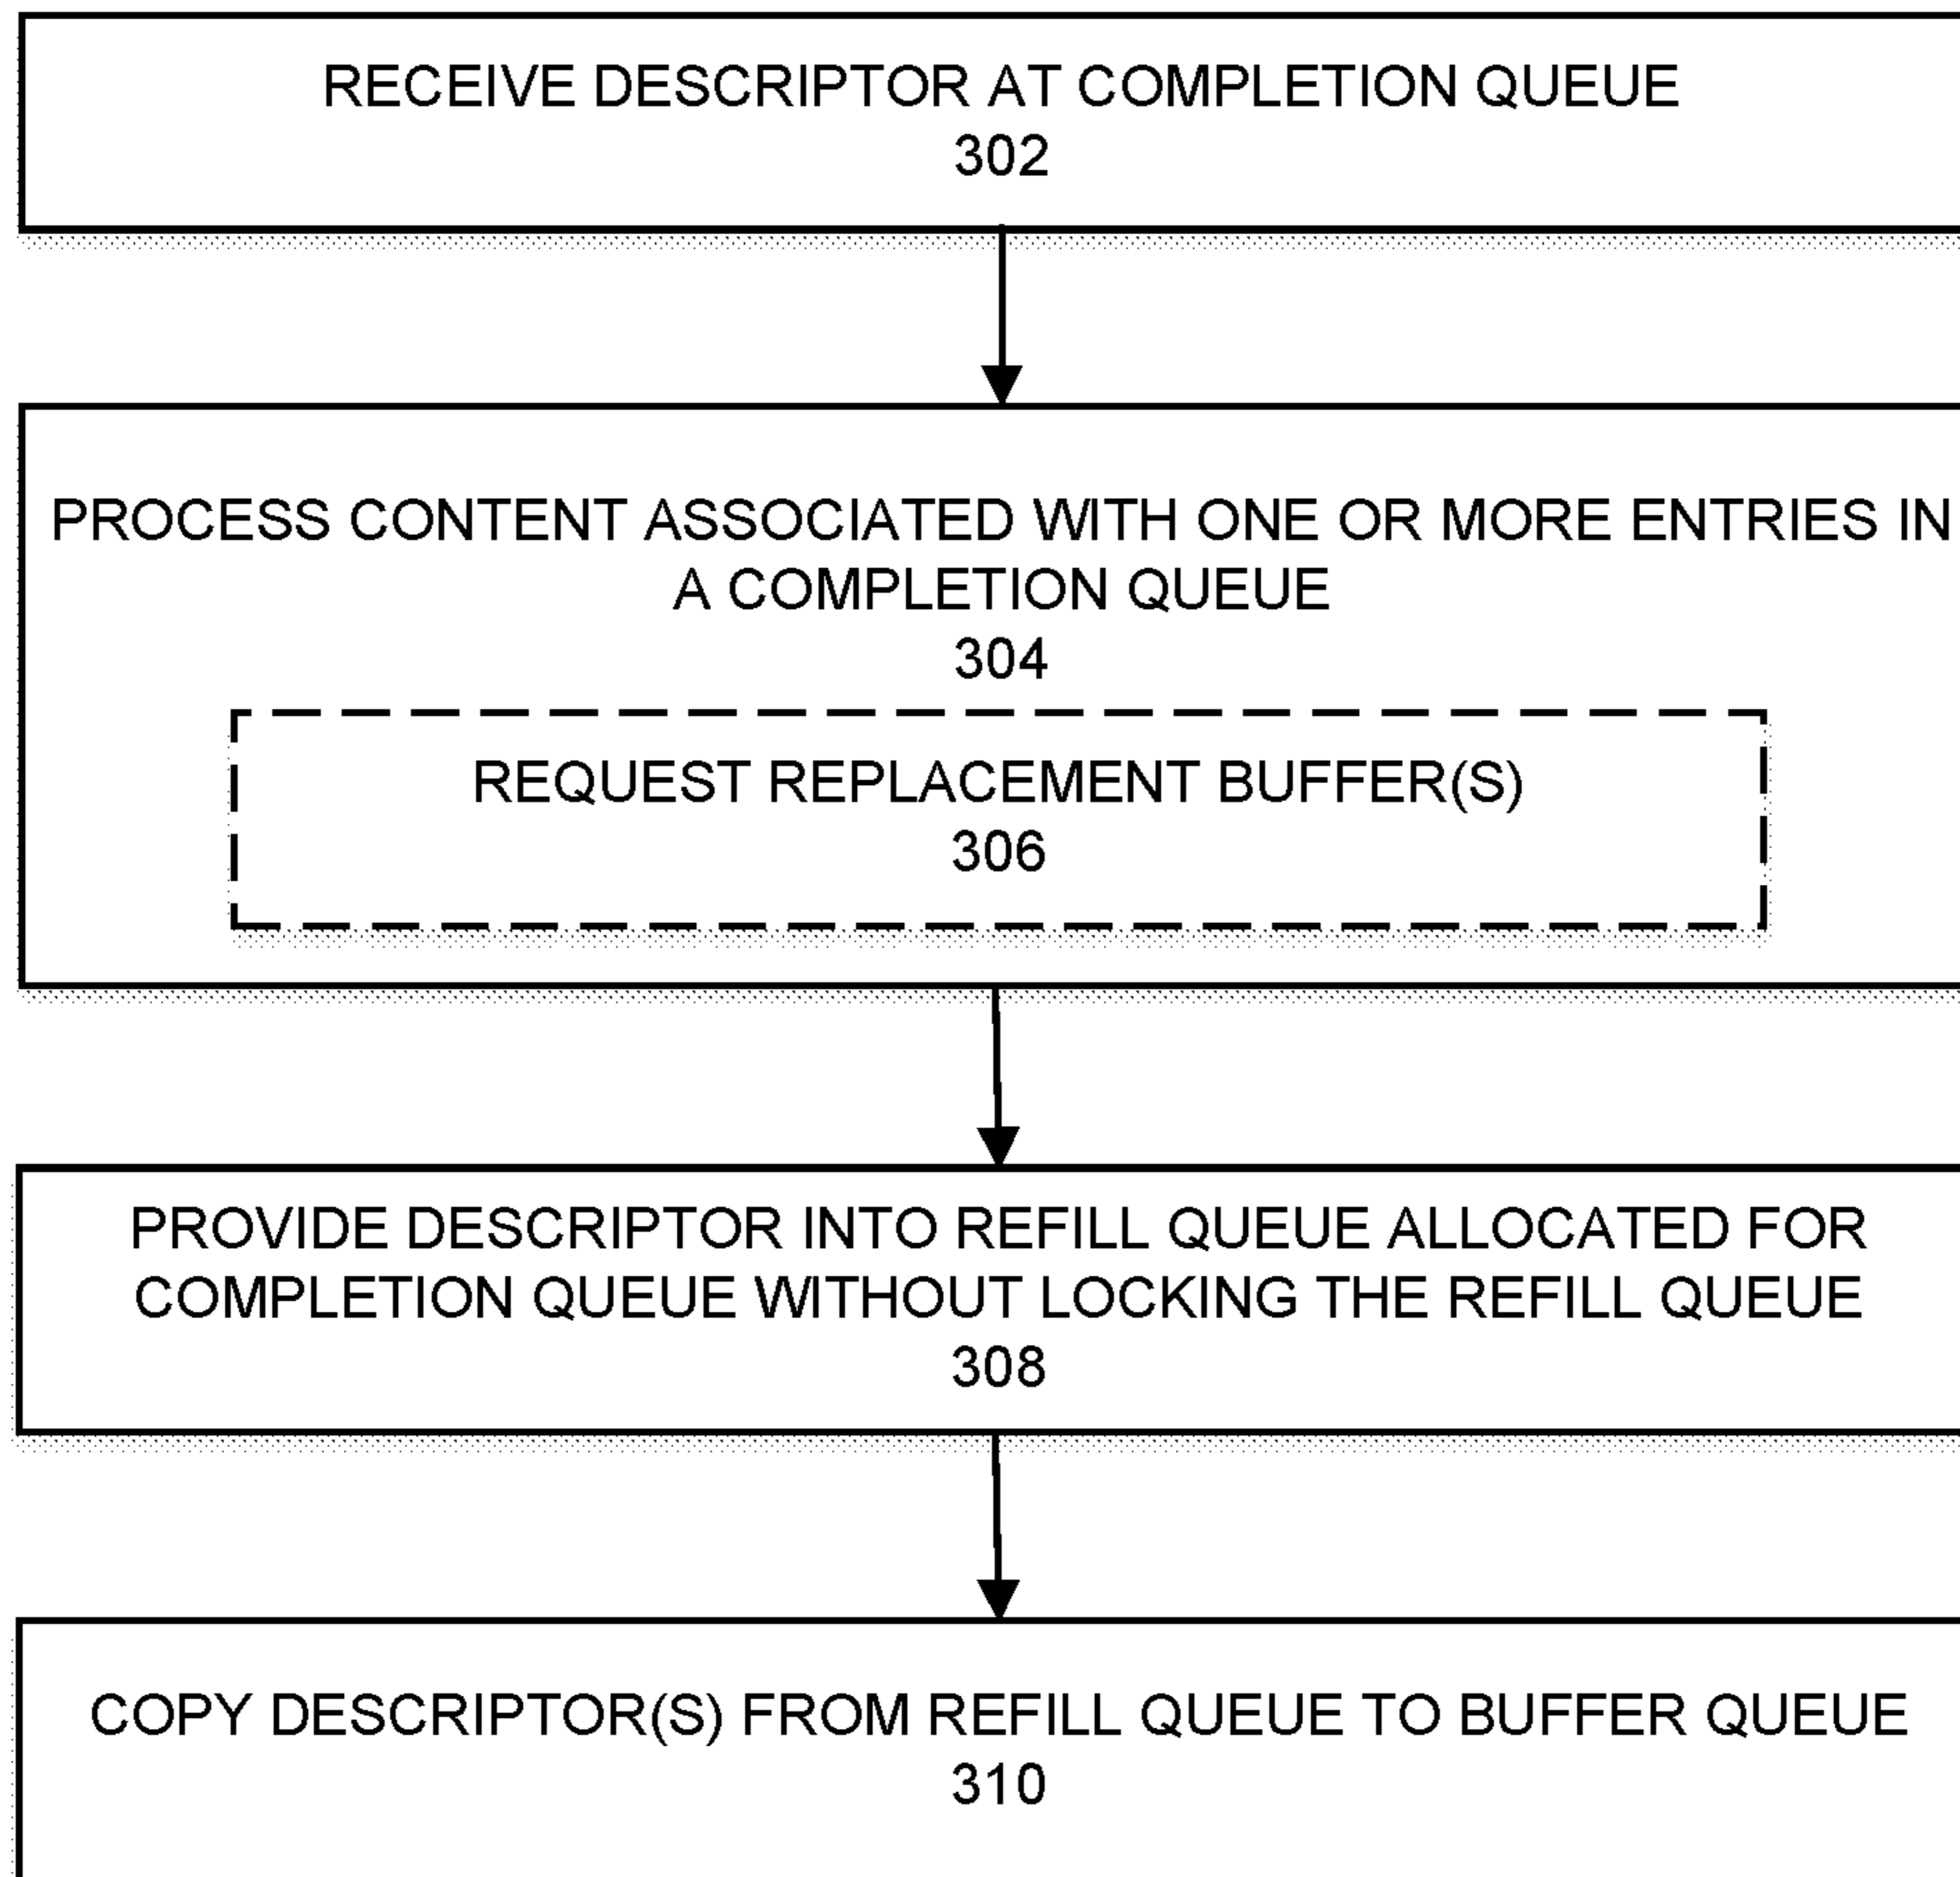 RECEIVE DESCRIPTOR AT COMPLETION QUEUE
302
PROCESS CONTENT ASSOCIATED WITH ONE OR MORE ENTRIES IN
A COMPLETION QUEUE
304
REQUEST REPLACEMENT BUFFER(S)
306
PROVIDE DESCRIPTOR INTO REFILL QUEUE ALLOCATED FOR
COMPLETION QUEUE WITHOUT LOCKING THE REFILL QUEUE
308
COPY DESCRIPTOR(S) FROM REFILL QUEUE TO BUFFER QUEUE
310